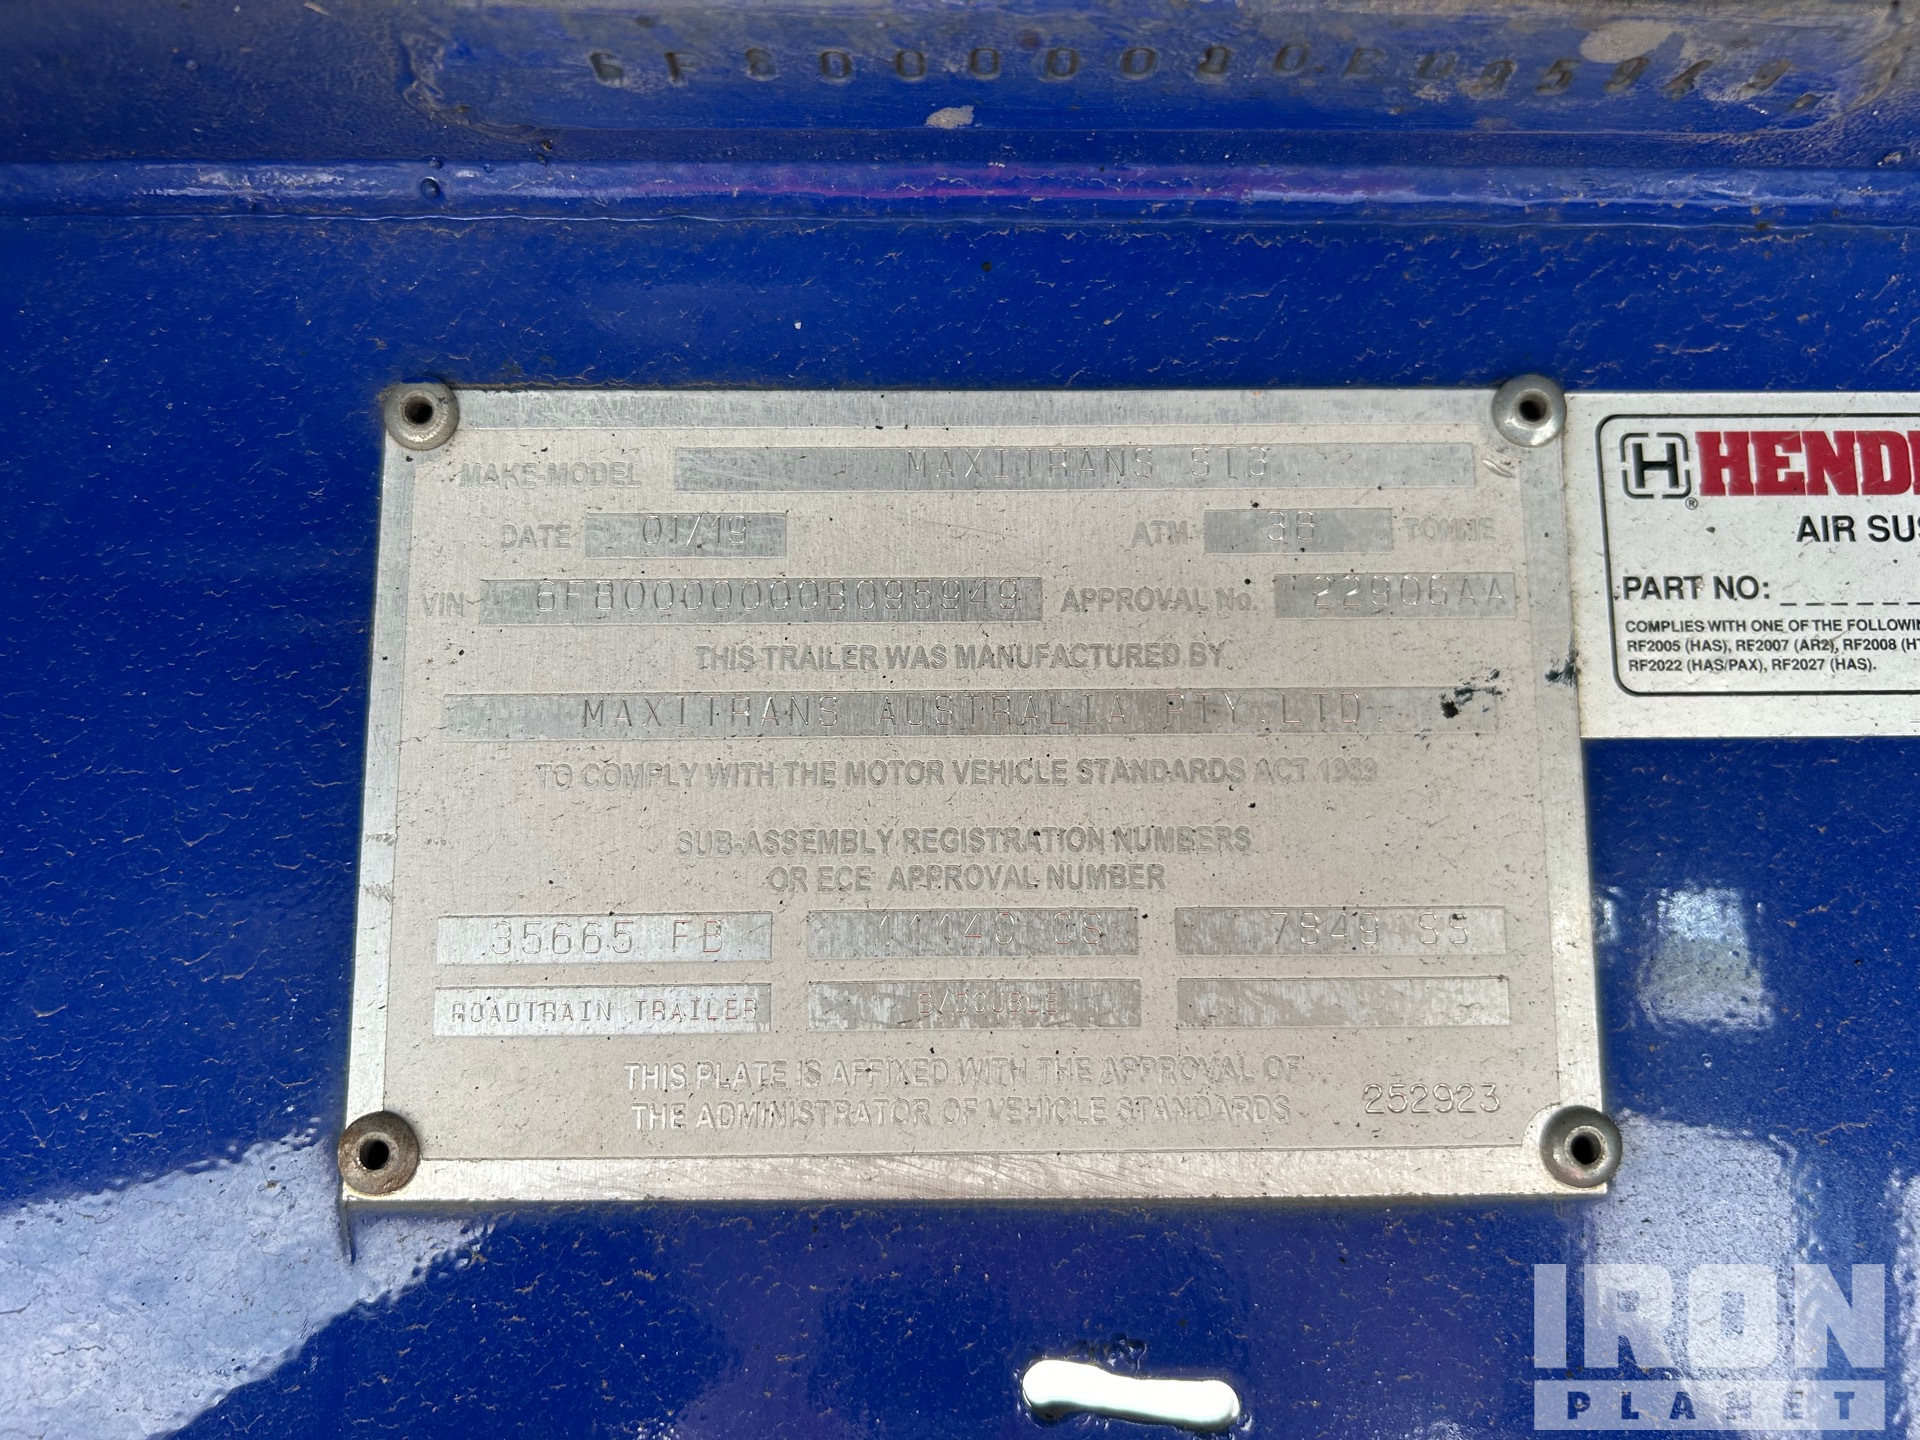 MAKE-MODEL MAXITRANS ST3
DATE 01/19 ATM 38 TONNE
VIN 6F80000000B095949 APPROVAL No. 22906AA
THIS TRAILER WAS MANUFACTURED BY
MAXITRANS AUSTRALIA PTY.LTD.
TO COMPLY WITH THE MOTOR VEHICLE STANDARDS ACT 1989
SUB-ASSEMBLY REGISTRATION NUMBERS
OR ECE APPROVAL NUMBER
35665 FB 11140 CS 7849 SS
ROADTRAIN TRAILER B/DOUBLE
THIS PLATE IS AFFIXED WITH THE APPROVAL OF
THE ADMINISTRATOR OF VEHICLE STANDARDS 252923
H HEND
®
AIR SUS
PART NO: _ _ _ _ _ _ _
COMPLIES WITH ONE OF THE FOLLOWIN
RF2005 (HAS), RF2007 (AR2), RF2008 (HT
RF2022 (HAS/PAX), RF2027 (HAS).
IRON
PLANET